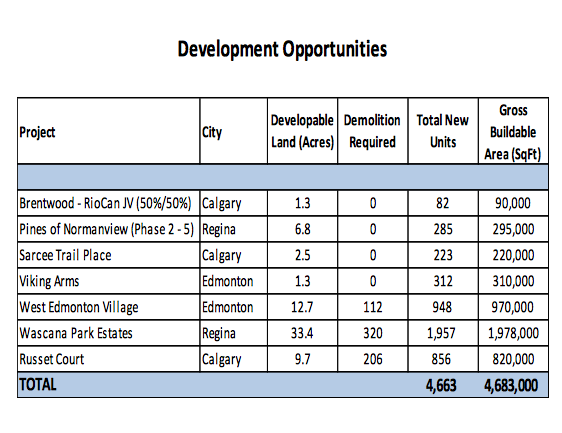 Development Opportunities
Project City Developable Land (Acres) Demolition Required Total New Units Gross Buildable Area (SqFt)
Brentwood - RioCan JV (50%/50%) Calgary 1.3 0 82 90,000
Pines of Normanview (Phase 2 - 5) Regina 6.8 0 285 295,000
Sarcee Trail Place Calgary 2.5 0 223 220,000
Viking Arms Edmonton 1.3 0 312 310,000
West Edmonton Village Edmonton 12.7 112 948 970,000
Wascana Park Estates Regina 33.4 320 1,957 1,978,000
Russet Court Calgary 9.7 206 856 820,000
TOTAL 4,663 4,683,000